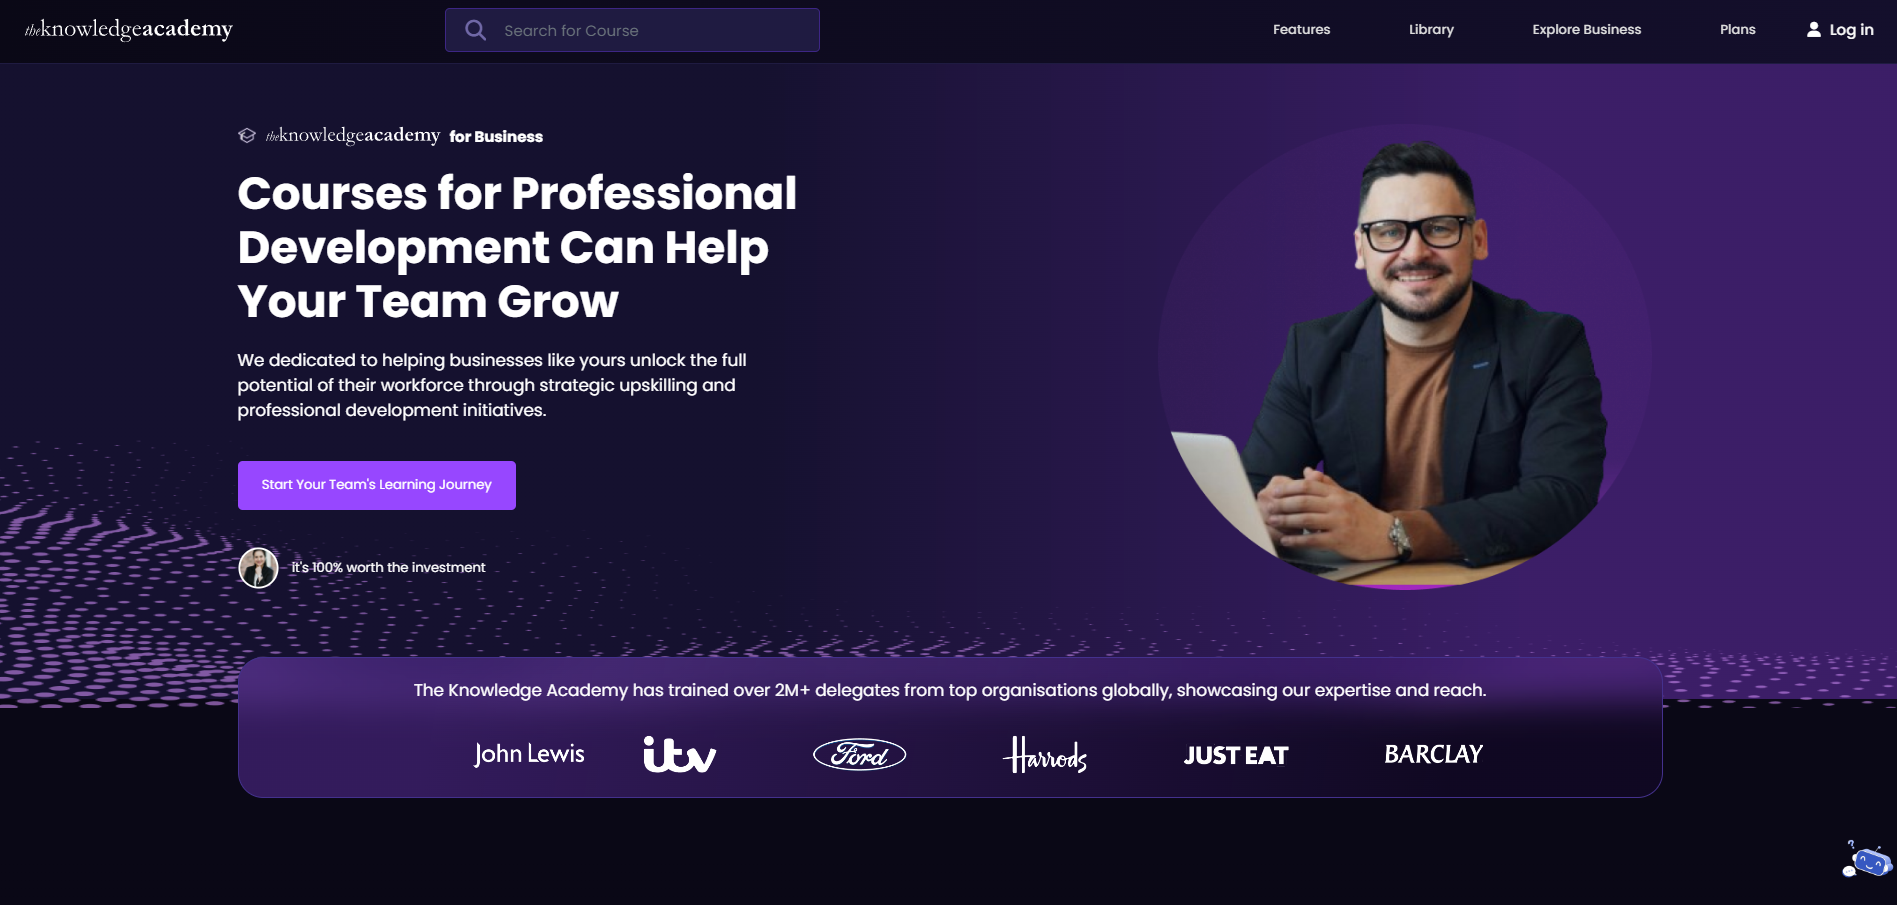 theknowledgeacademy
Search for Course
Features
Library
Explore Business
Plans
Log in
theknowledgeacademy for Business
Courses for Professional
Development Can Help
Your Team Grow
We dedicated to helping businesses like yours unlock the full
potential of their workforce through strategic upskilling and
professional development initiatives.
Start Your Team's Learning Journey
it's 100% worth the investment
The Knowledge Academy has trained over 2M+ delegates from top organisations globally, showcasing our expertise and reach.
John Lewis
itv
Ford
Harrods
JUST EAT
BARCLAY
?